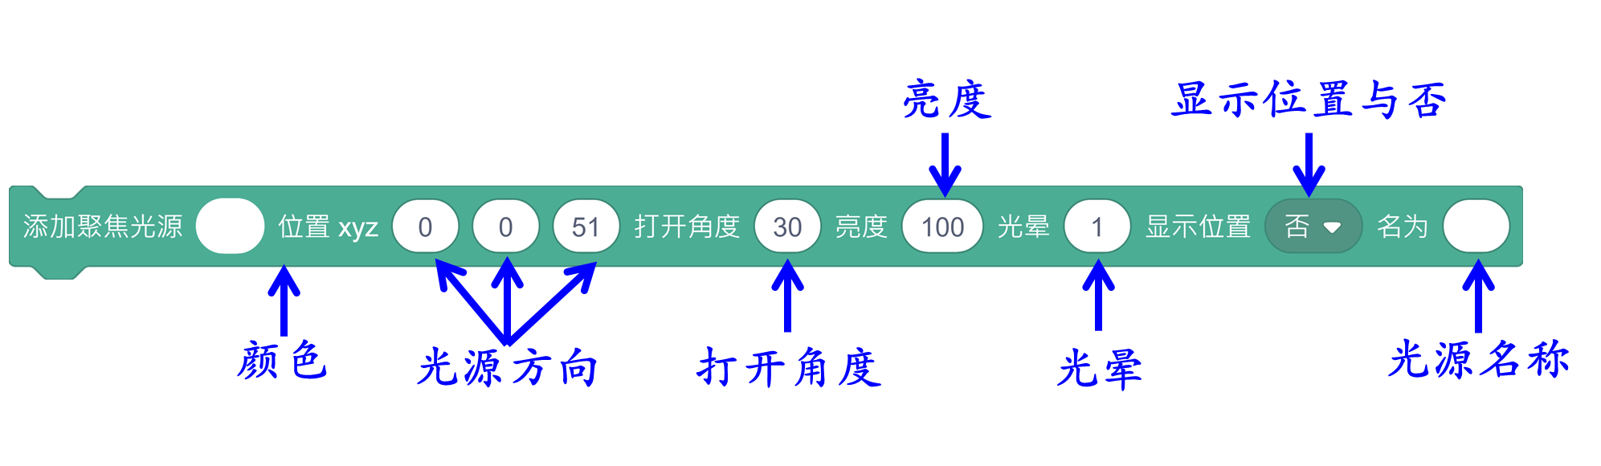 亮度 显示位置与否
添加聚焦光源 位置 xyz 0 0 51 打开角度 30 亮度 100 光晕 1 显示位置 否 名为
颜色 光源方向 打开角度 光晕 光源名称